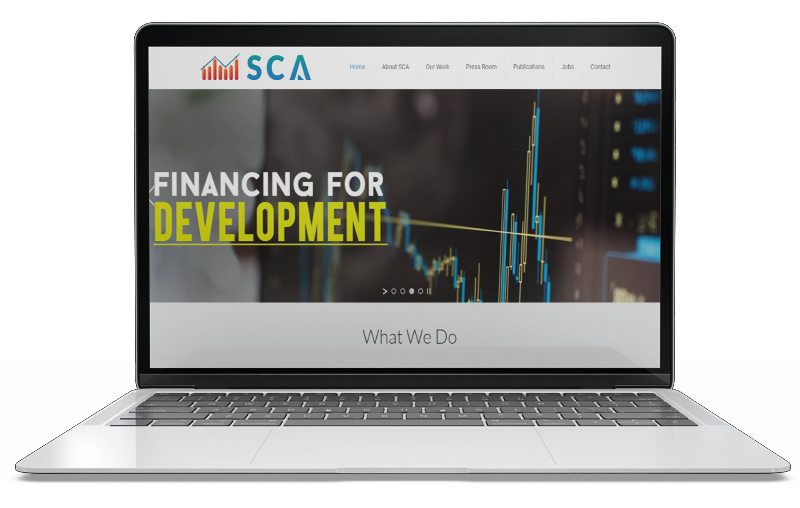 SCA
Home About SCA Our Work Press Room Publications Jobs Contact
FINANCING FOR
DEVELOPMENT
What We Do